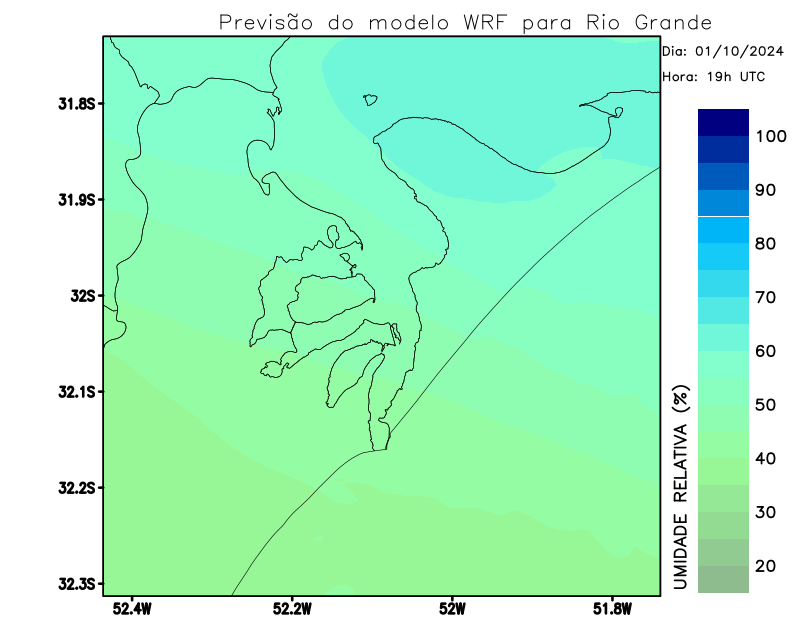 Previsão do modelo WRF para Rio Grande
Dia: 01/10/2024
Hora: 19h UTC
31.8S
31.9S
32S
32.1S
32.2S
32.3S
52.4W
52.2W
52W
51.8W
UMIDADE RELATIVA (%)
100
90
80
70
60
50
40
30
20